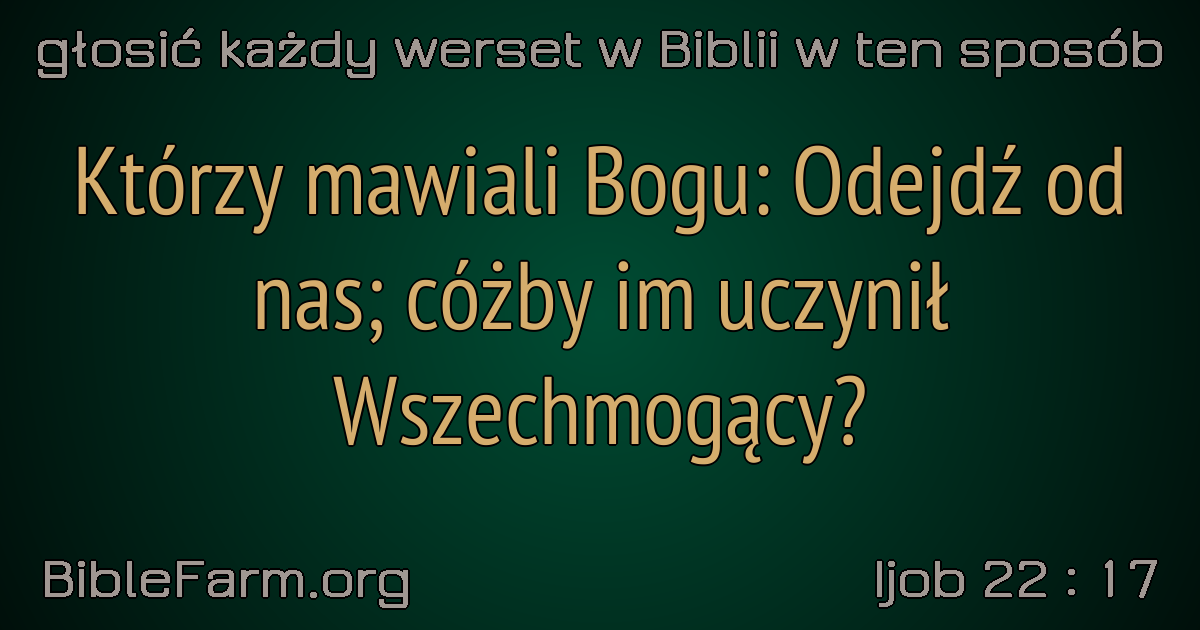 głosić każdy werset w Biblii w ten sposób
Którzy mawiali Bogu: Odejdź od
nas; cóżby im uczynił
Wszechmogący?
BibleFarm.org
Ijob 22 : 17